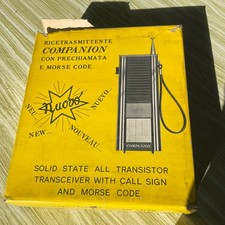 RICETRASMITTENTE
COMPANION
CON PRECHIAMATA
E MORSE CODE
nuovo
NEU
NUEVO
NEW...
NOUVEAU...
COMPANION
SOLID STATE ALL TRANSISTOR
TRANSCEIVER WITH CALL SIGN
AND MORSE CODE